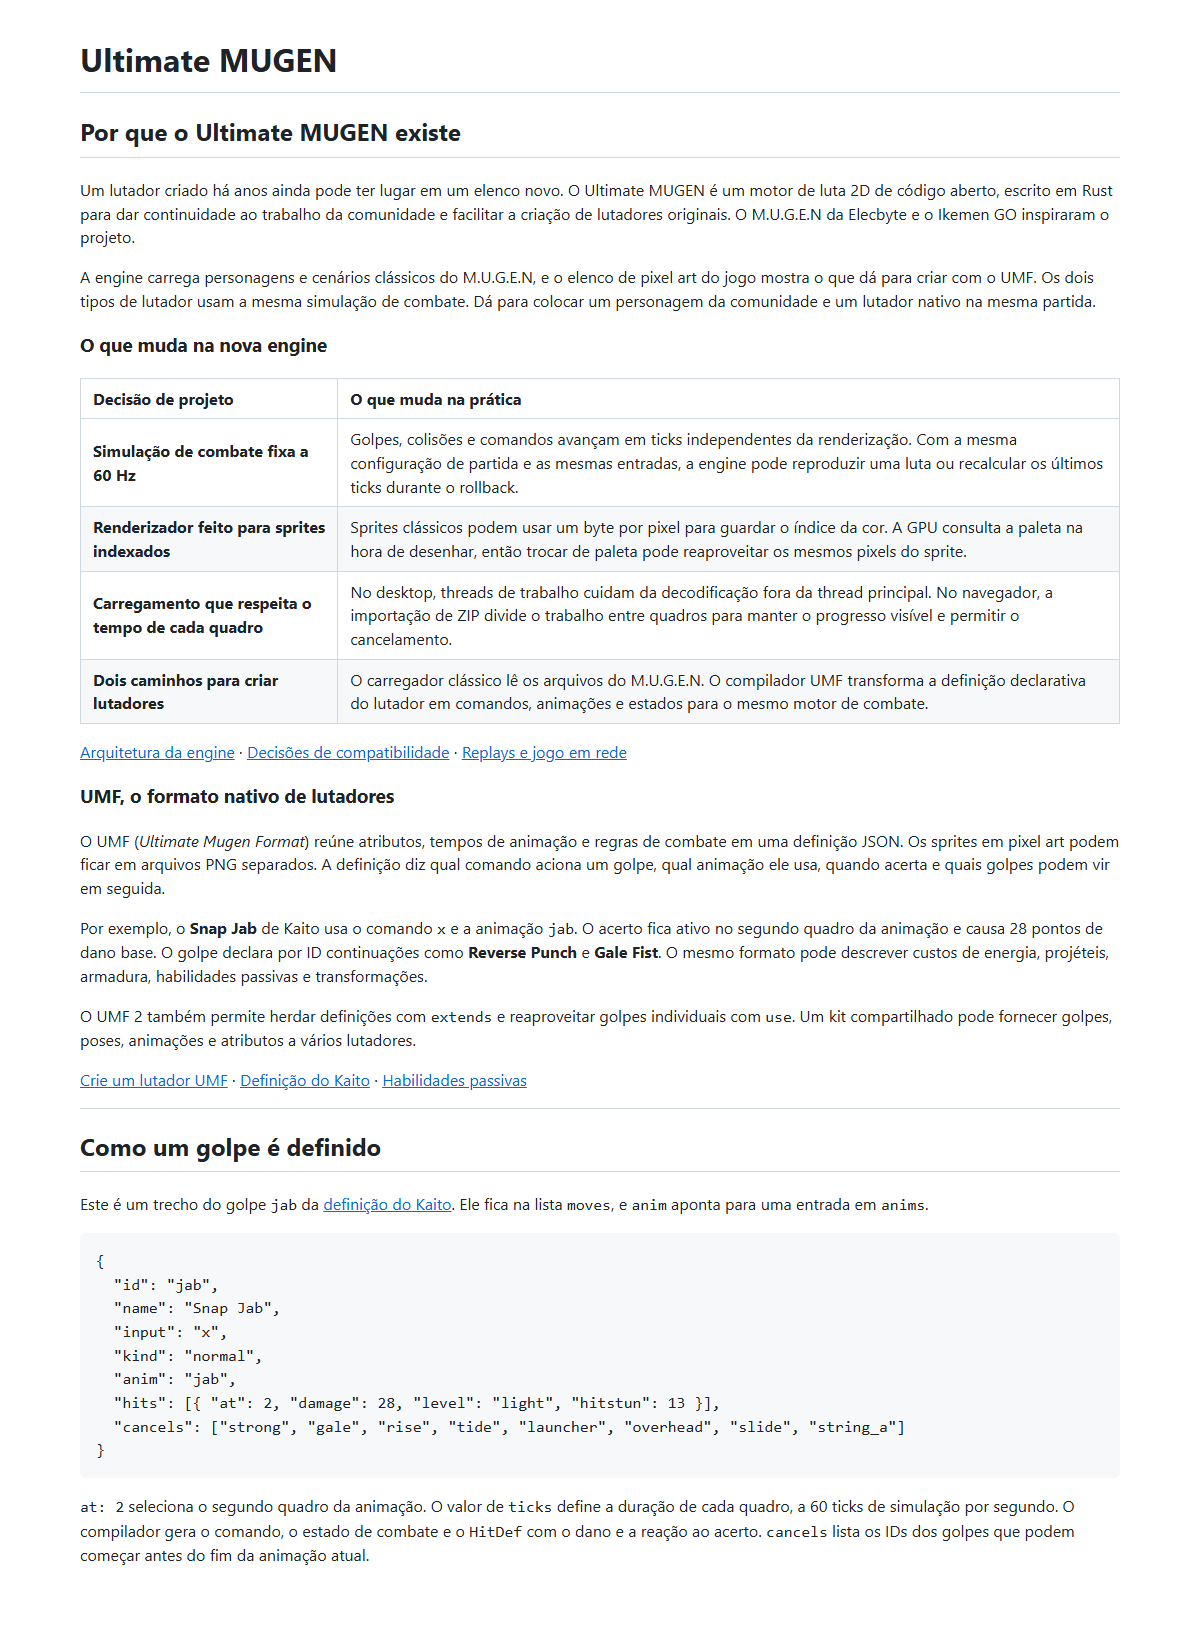 Ultimate MUGEN
Por que o Ultimate MUGEN existe
Um lutador criado há anos ainda pode ter lugar em um elenco novo. O Ultimate MUGEN é um motor de luta 2D de código aberto, escrito em Rust
para dar continuidade ao trabalho da comunidade e facilitar a criação de lutadores originais. O M.U.G.E.N da Elecbyte e o Ikemen GO inspiraram o
projeto.
A engine carrega personagens e cenários clássicos do M.U.G.E.N, e o elenco de pixel art do jogo mostra o que dá para criar com o UMF. Os dois
tipos de lutador usam a mesma simulação de combate. Dá para colocar um personagem da comunidade e um lutador nativo na mesma partida.
O que muda na nova engine
Decisão de projeto
O que muda na prática
Simulação de combate fixa a
60 Hz
Golpes, colisões e comandos avançam em ticks independentes da renderização. Com a mesma
configuração de partida e as mesmas entradas, a engine pode reproduzir uma luta ou recalcular os últimos
ticks durante o rollback.
Renderizador feito para sprites
indexados
Sprites clássicos podem usar um byte por pixel para guardar o índice da cor. A GPU consulta a paleta na
hora de desenhar, então trocar de paleta pode reaproveitar os mesmos pixels do sprite.
Carregamento que respeita o
tempo de cada quadro
No desktop, threads de trabalho cuidam da decodificação fora da thread principal. No navegador, a
importação de ZIP divide o trabalho entre quadros para manter o progresso visível e permitir o
cancelamento.
Dois caminhos para criar
lutadores
O carregador clássico lê os arquivos do M.U.G.E.N. O compilador UMF transforma a definição declarativa
do lutador em comandos, animações e estados para o mesmo motor de combate.
Arquitetura da engine · Decisões de compatibilidade · Replays e jogo em rede
UMF, o formato nativo de lutadores
O UMF (Ultimate Mugen Format) reúne atributos, tempos de animação e regras de combate em uma definição JSON. Os sprites em pixel art podem
ficar em arquivos PNG separados. A definição diz qual comando aciona um golpe, qual animação ele usa, quando acerta e quais golpes podem vir
em seguida.
Por exemplo, o Snap Jab de Kaito usa o comando x e a animação jab. O acerto fica ativo no segundo quadro da animação e causa 28 pontos de
dano base. O golpe declara por ID continuações como Reverse Punch e Gale Fist. O mesmo formato pode descrever custos de energia, projéteis,
armadura, habilidades passivas e transformações.
O UMF 2 também permite herdar definições com extends e reaproveitar golpes individuais com use. Um kit compartilhado pode fornecer golpes,
poses, animações e atributos a vários lutadores.
Crie um lutador UMF · Definição do Kaito · Habilidades passivas
Como um golpe é definido
Este é um trecho do golpe jab da definição do Kaito. Ele fica na lista moves, e anim aponta para uma entrada em anims.
{
  "id": "jab",
  "name": "Snap Jab",
  "input": "x",
  "kind": "normal",
  "anim": "jab",
  "hits": [{ "at": 2, "damage": 28, "level": "light", "hitstun": 13 }],
  "cancels": ["strong", "gale", "rise", "tide", "launcher", "overhead", "slide", "string_a"]
}
at: 2 seleciona o segundo quadro da animação. O valor de ticks define a duração de cada quadro, a 60 ticks de simulação por segundo. O
compilador gera o comando, o estado de combate e o HitDef com o dano e a reação ao acerto. cancels lista os IDs dos golpes que podem
começar antes do fim da animação atual.